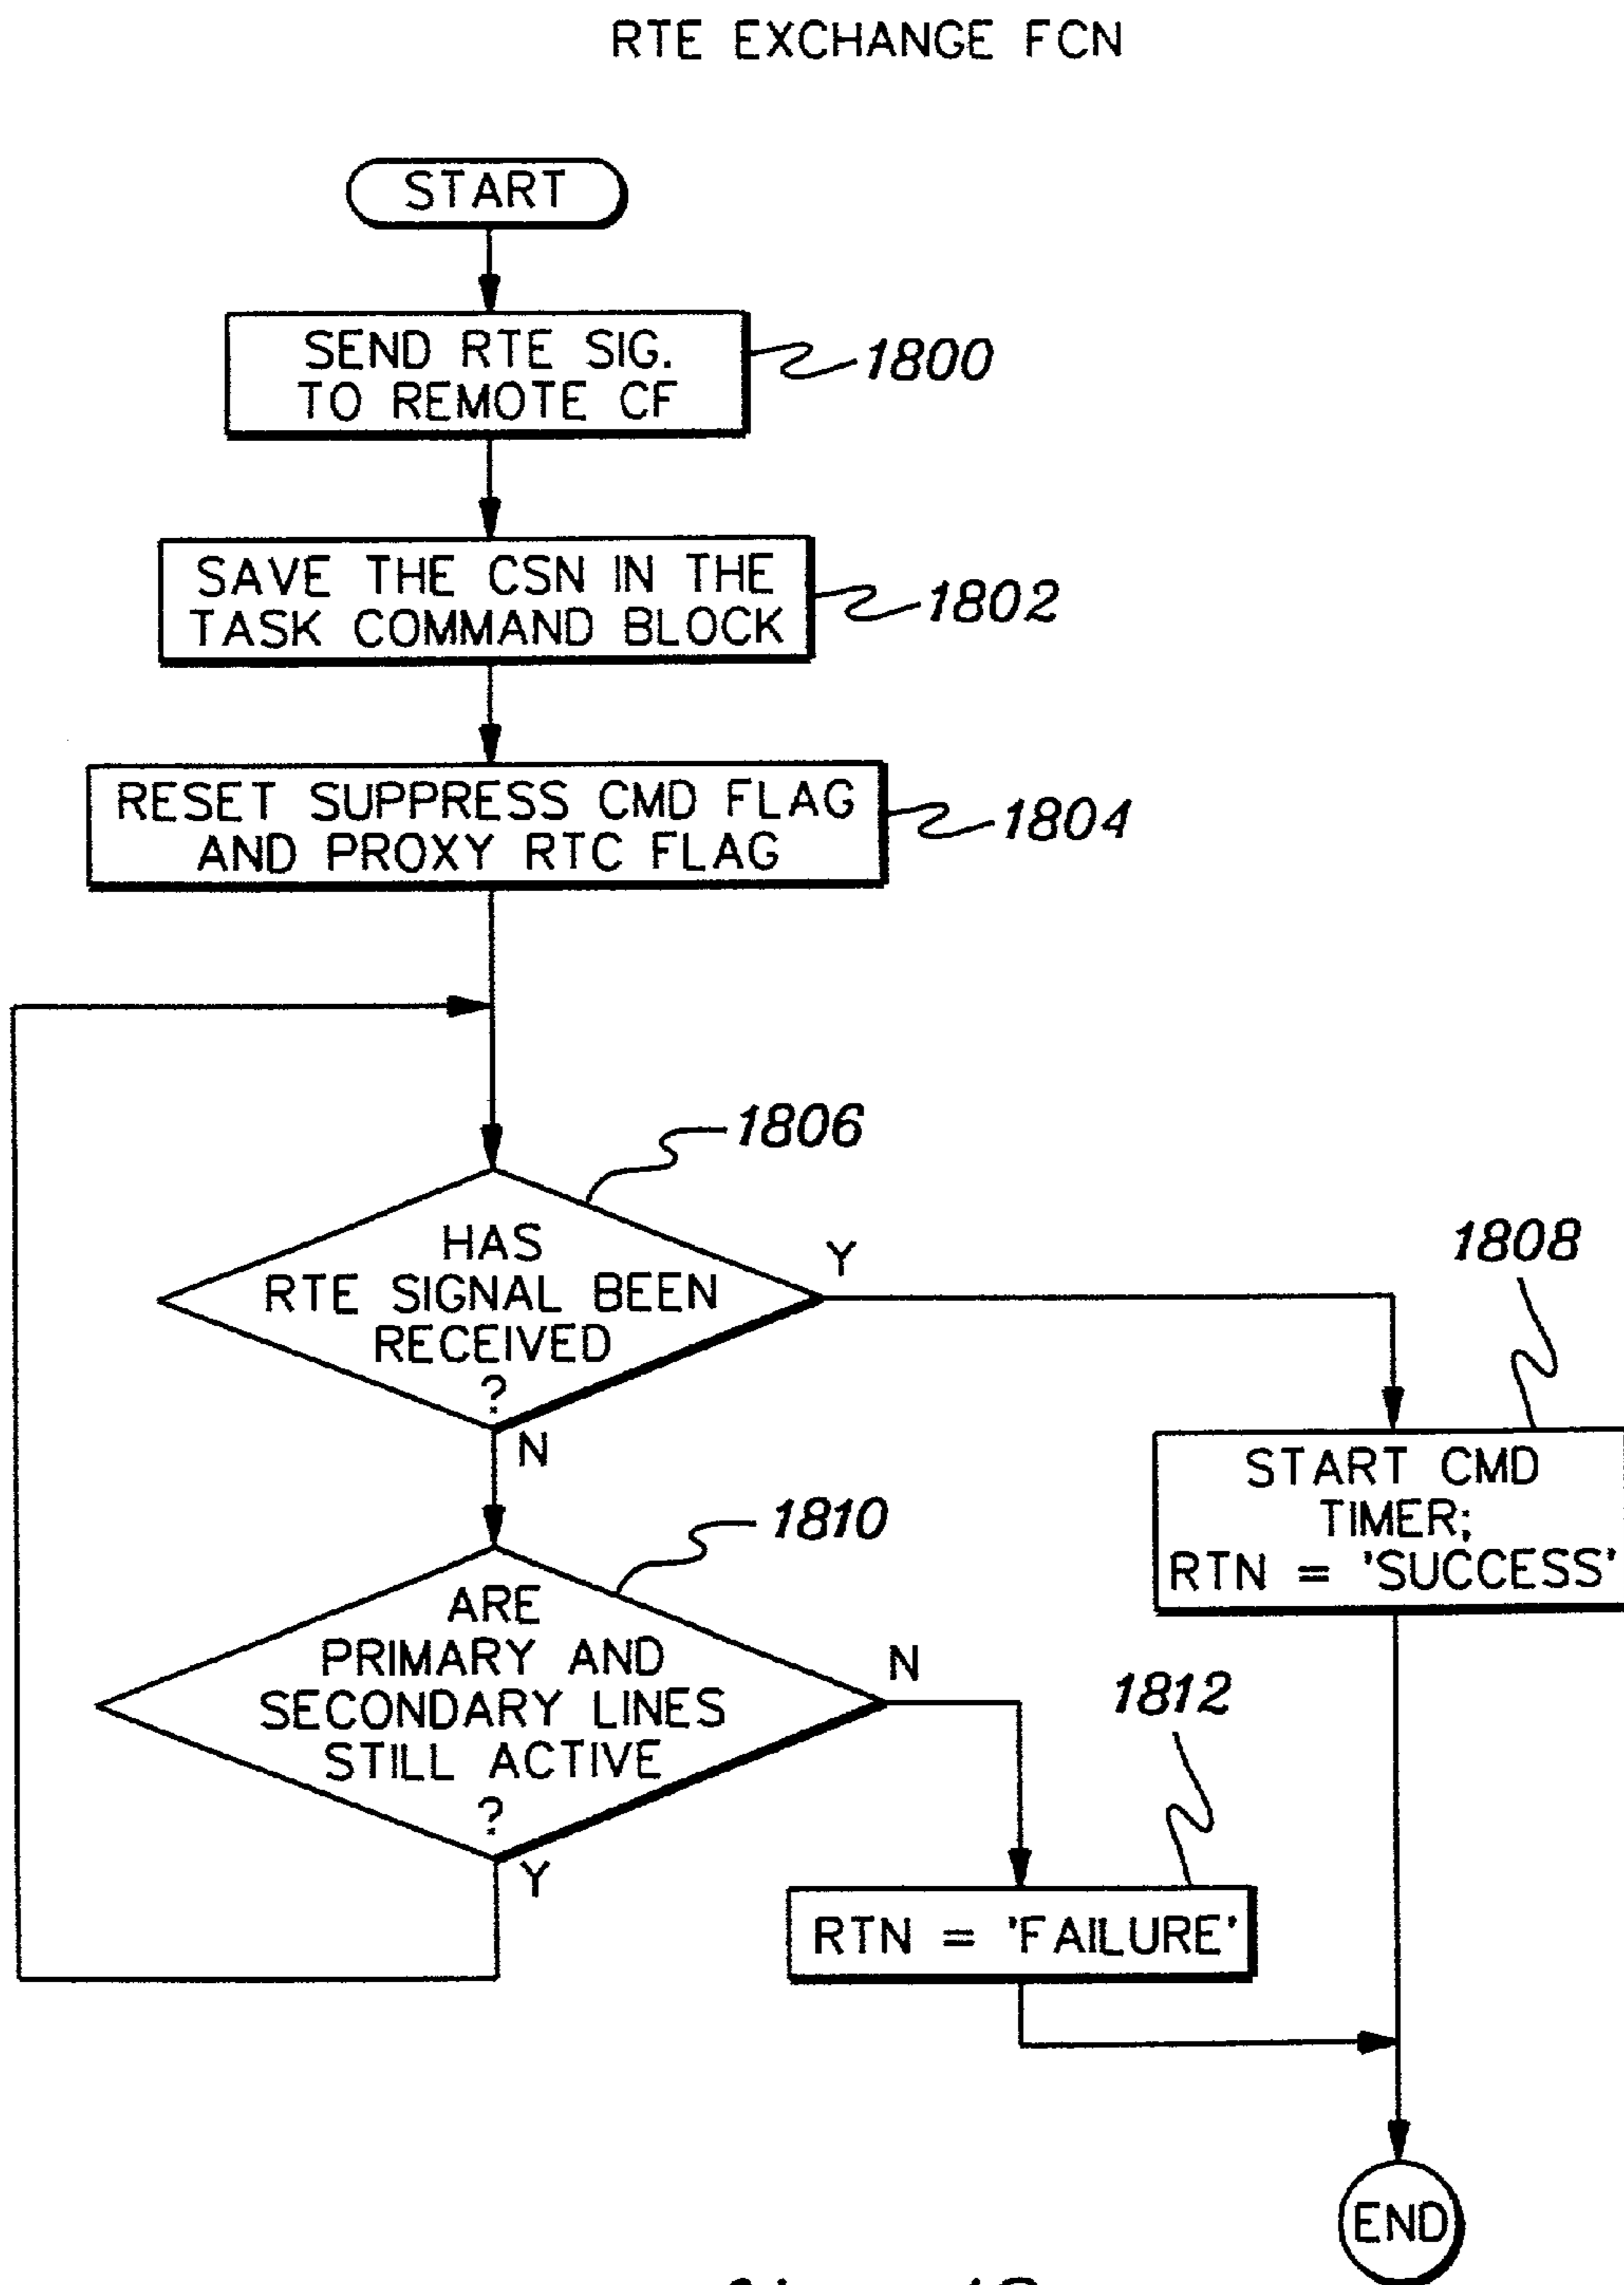 RTE EXCHANGE FCN
START
SEND RTE SIG.
TO REMOTE CF
1800
SAVE THE CSN IN THE
TASK COMMAND BLOCK
1802
RESET SUPPRESS CMD FLAG
AND PROXY RTC FLAG
1804
1806
HAS
RTE SIGNAL BEEN
RECEIVED
?
Y
N
1808
START CMD
TIMER;
RTN = 'SUCCESS'
1810
ARE
PRIMARY AND
SECONDARY LINES
STILL ACTIVE
?
N
Y
1812
RTN = 'FAILURE'
END